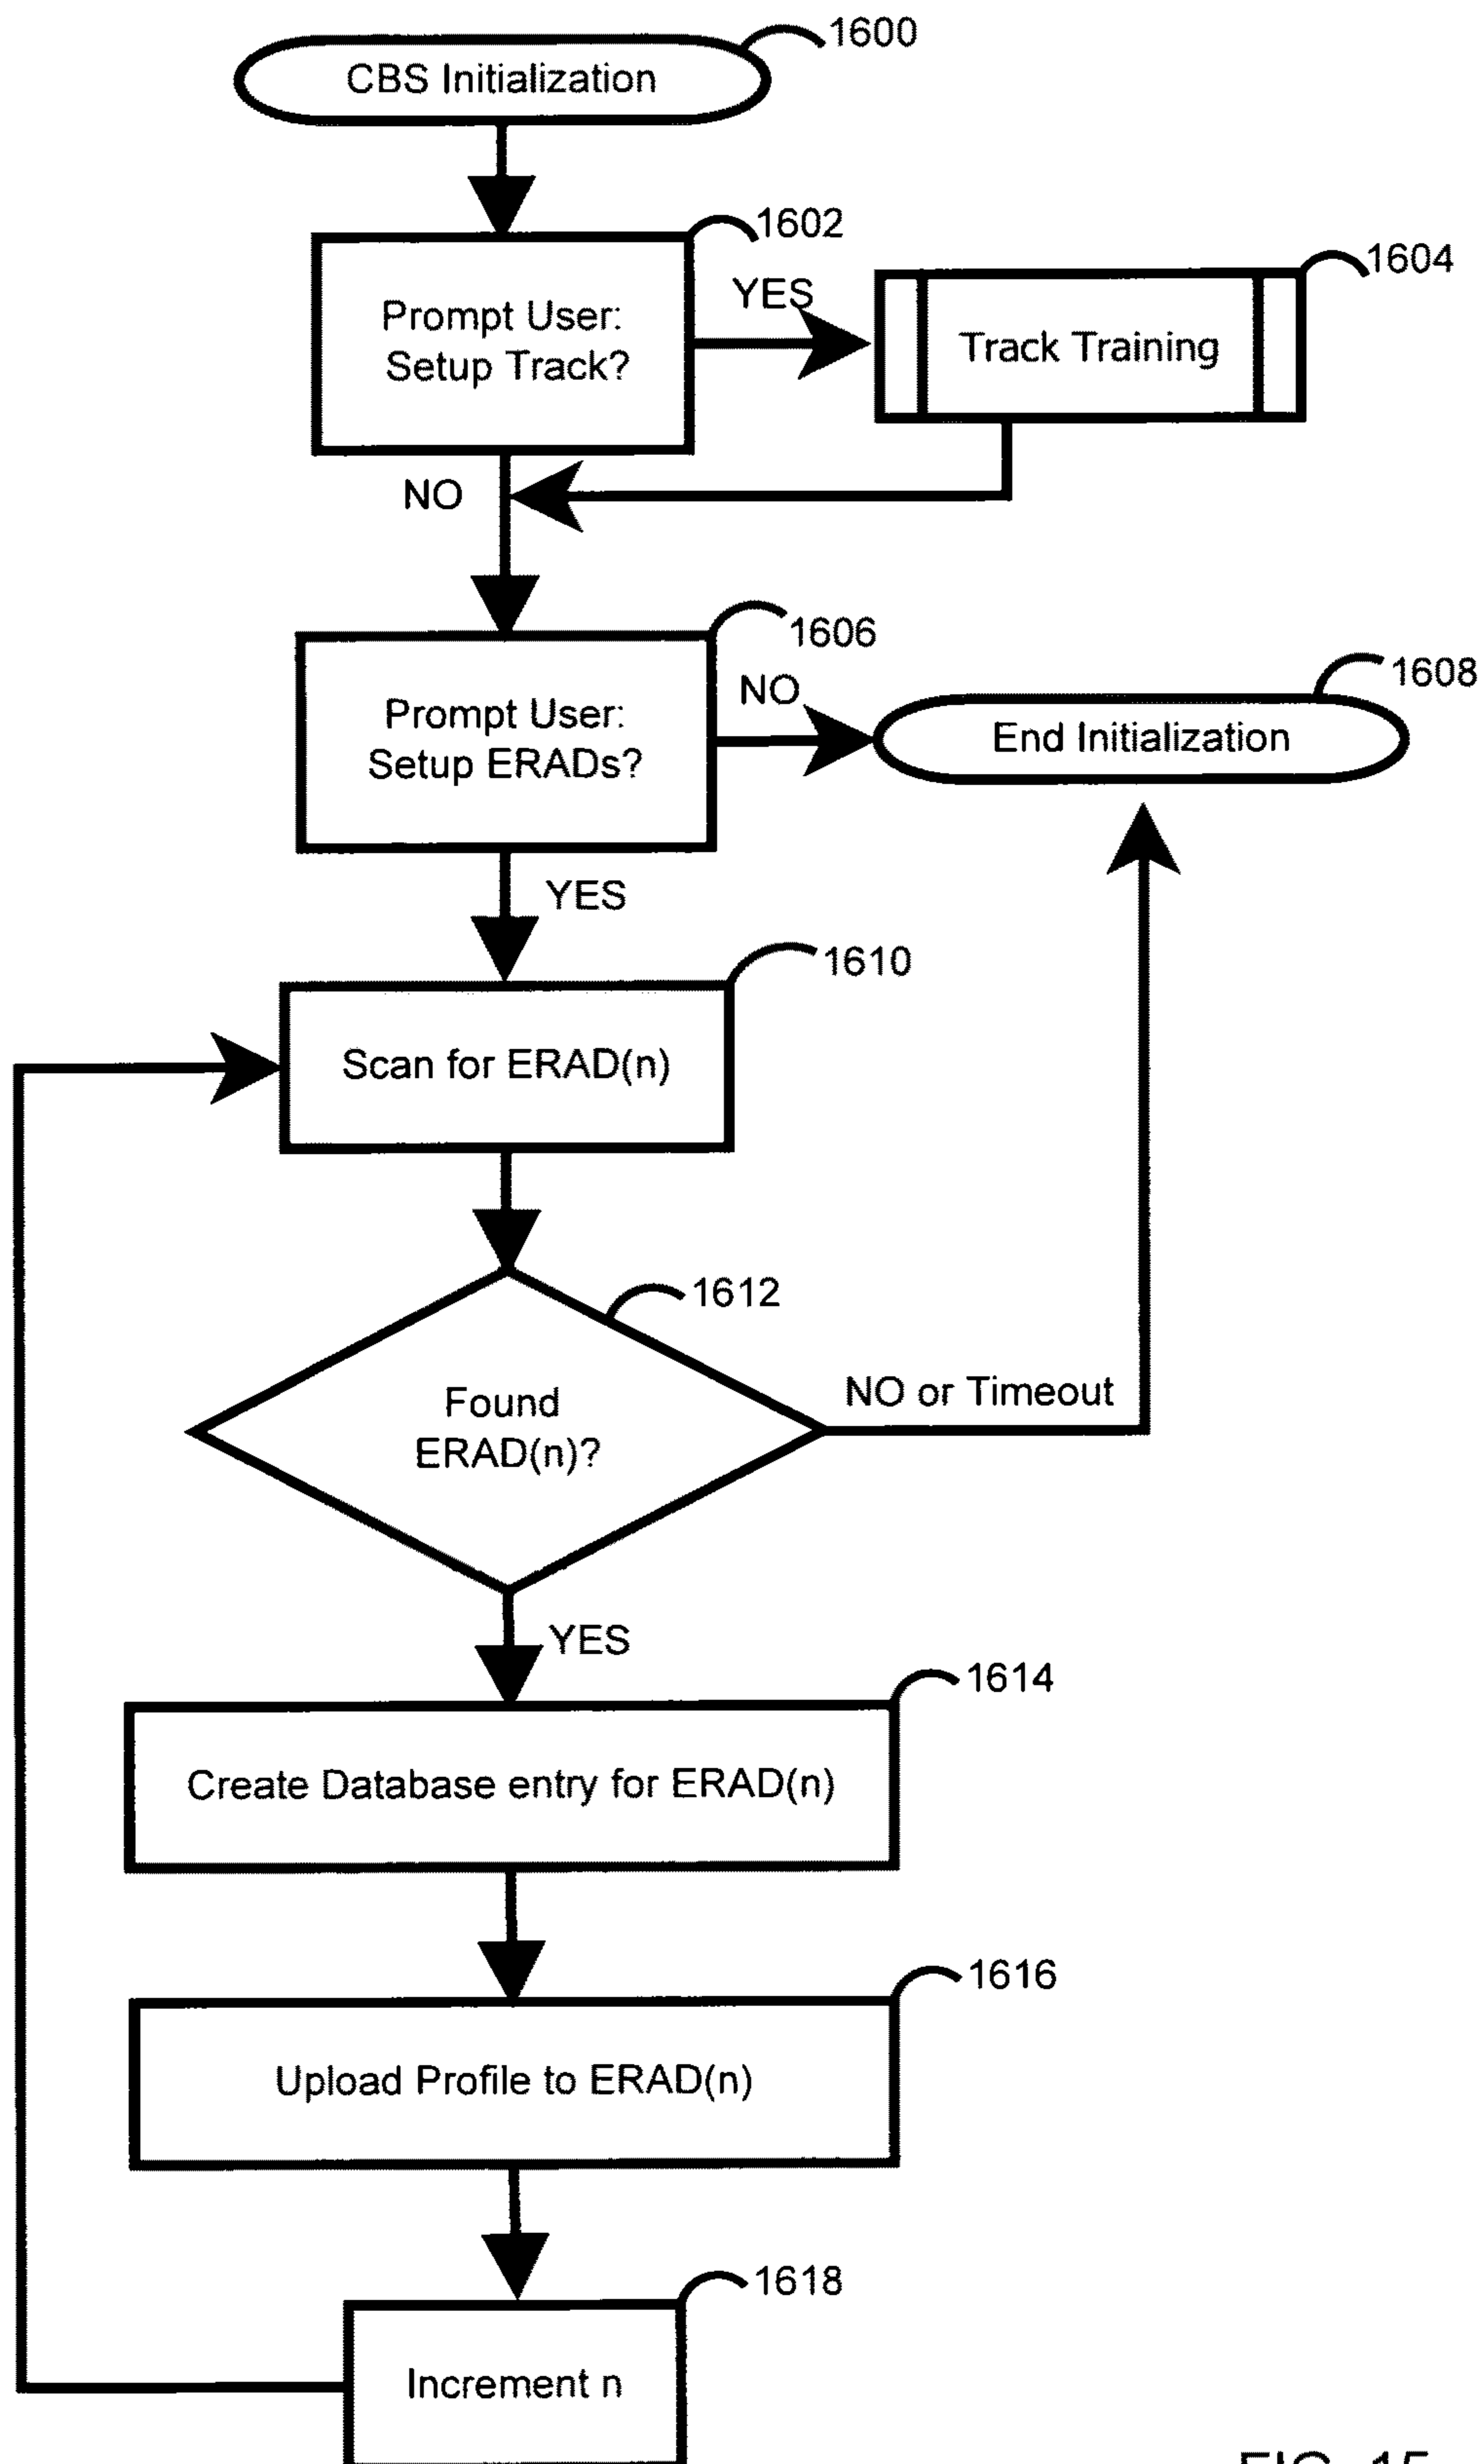 1600
CBS Initialization
1602
Prompt User:
Setup Track?
YES
1604
Track Training
NO
1606
Prompt User:
Setup ERADs?
NO
1608
End Initialization
YES
1610
Scan for ERAD(n)
1612
Found
ERAD(n)?
NO or Timeout
YES
1614
Create Database entry for ERAD(n)
1616
Upload Profile to ERAD(n)
1618
Increment n
FIG. 15